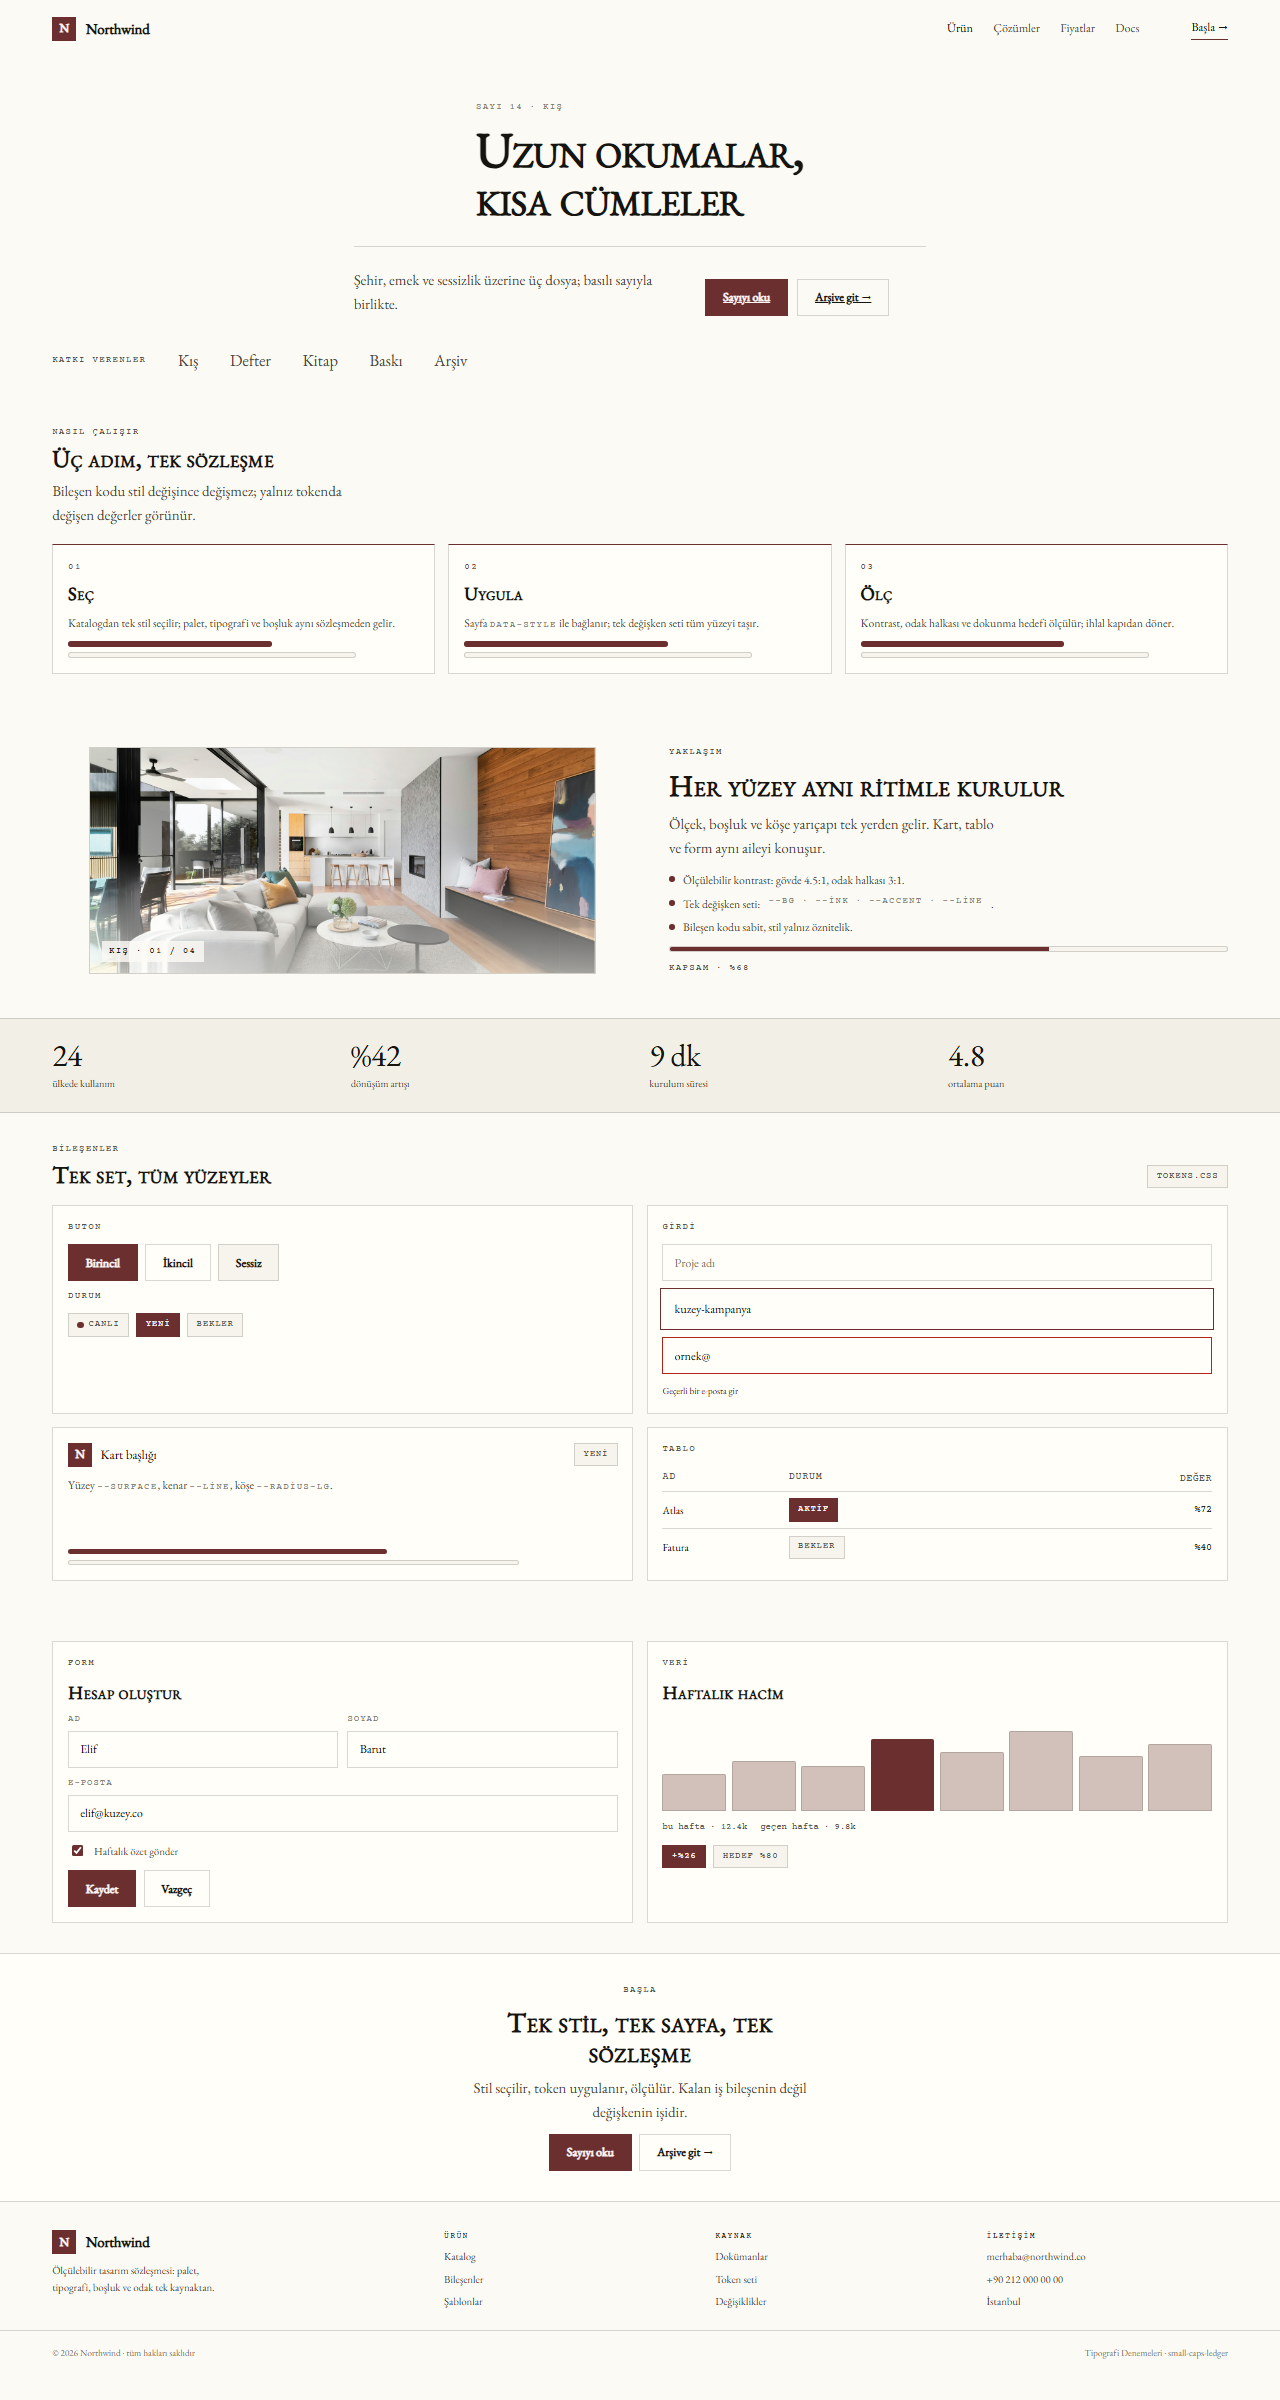 N Northwind
Ürün Çözümler Fiyatlar Docs Başla →
SAYI 14 · KIŞ
Uzun okumalar,
kısa cümleler
Şehir, emek ve sessizlik üzerine üç dosya; basılı sayıyla
birlikte.
Sayıyı oku Arşive git →
KATKI VERENLER Kış Defter Kitap Baskı Arşiv
NASIL ÇALIŞIR
Üç adım, tek sözleşme
Bileşen kodu stil değişince değişmez; yalnız tokenda
değişen değerler görünür.
01
Seç
Katalogdan tek stil seçilir; palet, tipografi ve boşluk aynı sözleşmeden gelir.
02
Uygula
Sayfa DATA-STYLE ile bağlanır; tek değişken seti tüm yüzeyi taşır.
03
Ölç
Kontrast, odak halkası ve dokunma hedefi ölçülür; ihlal kapıdan döner.
KIŞ · 01 / 04
YAKLAŞIM
Her yüzey aynı ritimle kurulur
Ölçek, boşluk ve köşe yarıçapı tek yerden gelir. Kart, tablo
ve form aynı aileyi konuşur.
Ölçülebilir kontrast: gövde 4.5:1, odak halkası 3:1.
Tek değişken seti: --BG · --İNK · --ACCENT · --LİNE .
Bileşen kodu sabit, stil yalnız öznitelik.
KAPSAM · %68
24
ülkede kullanım
%42
dönüşüm artışı
9 dk
kurulum süresi
4.8
ortalama puan
BİLEŞENLER
Tek set, tüm yüzeyler
TOKENS.CSS
BUTON
Birincil İkincil Sessiz
DURUM
CANLI YENİ BEKLER
GİRDİ
Proje adı
kuzey-kampanya
ornek@
Geçerli bir e-posta gir
N Kart başlığı YENİ
Yüzey --SURFACE, kenar --LİNE, köşe --RADİUS-LG.
TABLO
AD DURUM DEĞER
Atlas AKTİF %72
Fatura BEKLER %40
FORM
Hesap oluştur
AD SOYAD
Elif Barut
E-POSTA
elif@kuzey.co
Haftalık özet gönder
Kaydet Vazgeç
VERİ
Haftalık hacim
bu hafta · 12.4k geçen hafta · 9.8k
+%26 HEDEF %80
BAŞLA
Tek stil, tek sayfa, tek
sözleşme
Stil seçilir, token uygulanır, ölçülür. Kalan iş bileşenin değil
değişkenin işidir.
Sayıyı oku Arşive git →
N Northwind
Ölçülebilir tasarım sözleşmesi: palet,
tipografi, boşluk ve odak tek kaynaktan.
ÜRÜN
Katalog
Bileşenler
Şablonlar
KAYNAK
Dokümanlar
Token seti
Değişiklikler
İLETİŞİM
merhaba@northwind.co
+90 212 000 00 00
İstanbul
© 2026 Northwind · tüm hakları saklıdır
Tipografi Denemeleri · small-caps-ledger